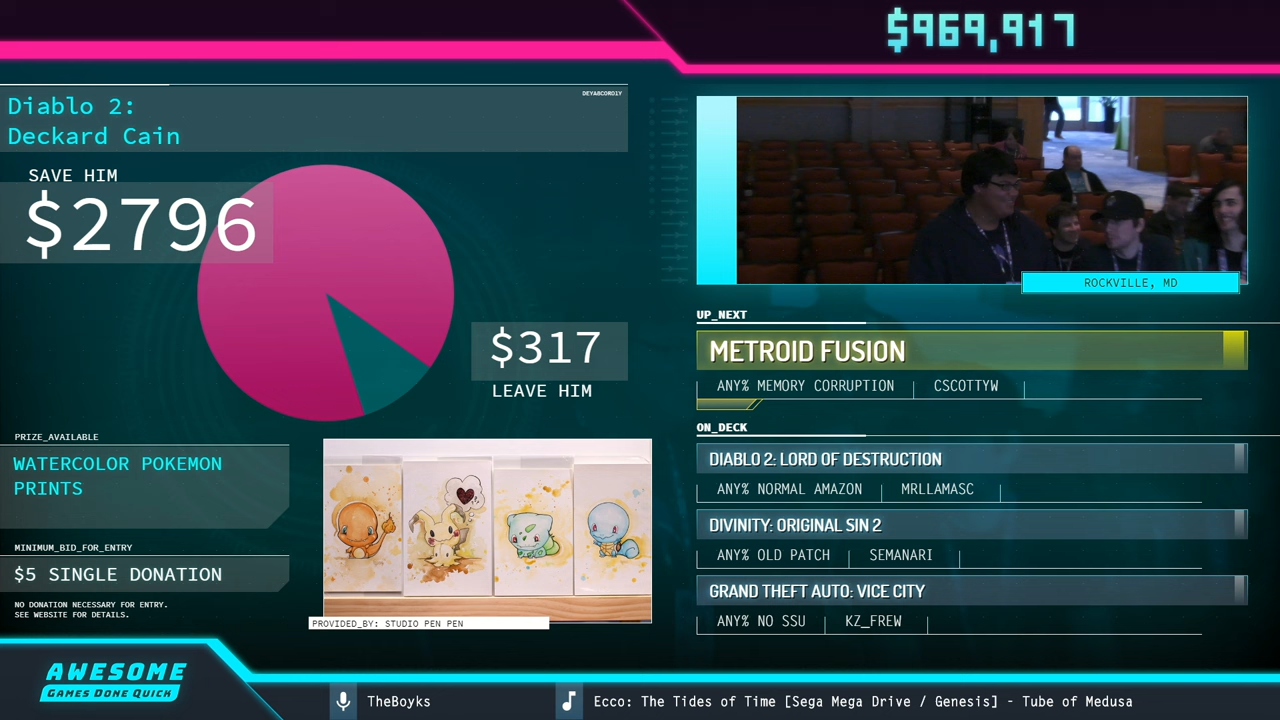 $969,917
Diablo 2:
Deckard Cain
DEYABCORDIY
SAVE HIM
$2796
$317
LEAVE HIM
PRIZE_AVAILABLE
WATERCOLOR POKEMON
PRINTS
MINIMUM_BID_FOR_ENTRY
$5 SINGLE DONATION
NO DONATION NECESSARY FOR ENTRY.
SEE WEBSITE FOR DETAILS.
PROVIDED_BY: STUDIO PEN PEN
ROCKVILLE, MD
UP_NEXT
METROID FUSION
ANY% MEMORY CORRUPTION CSCOTTYW
ON_DECK
DIABLO 2: LORD OF DESTRUCTION
ANY% NORMAL AMAZON MRLLAMASC
DIVINITY: ORIGINAL SIN 2
ANY% OLD PATCH SEMANARI
GRAND THEFT AUTO: VICE CITY
ANY% NO SSU KZ_FREW
AWESOME
GAMES DONE QUICK
TheBoyks
Ecco: The Tides of Time [Sega Mega Drive / Genesis] - Tube of Medusa